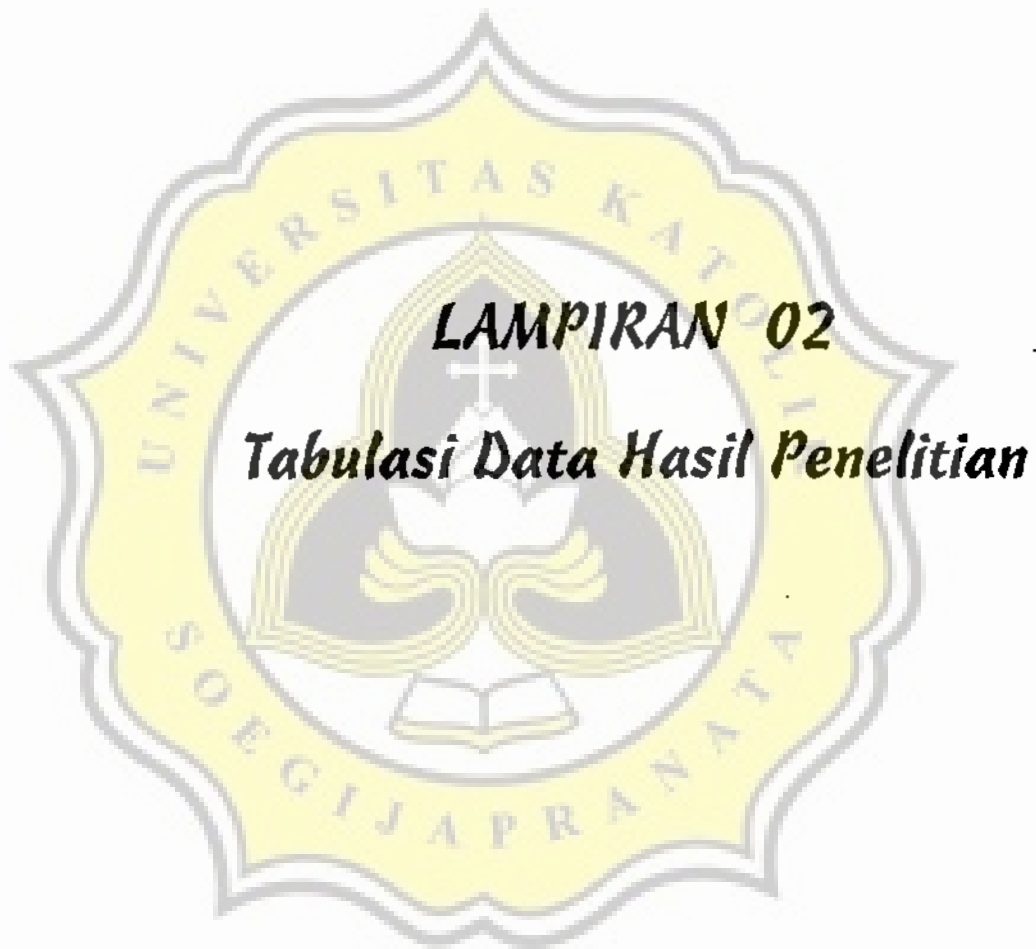 LAMPIRAN 02
Tabulasi Data Hasil Penelitian
UNIVERSITAS KATOLIK
SOEGIJAPRANATA